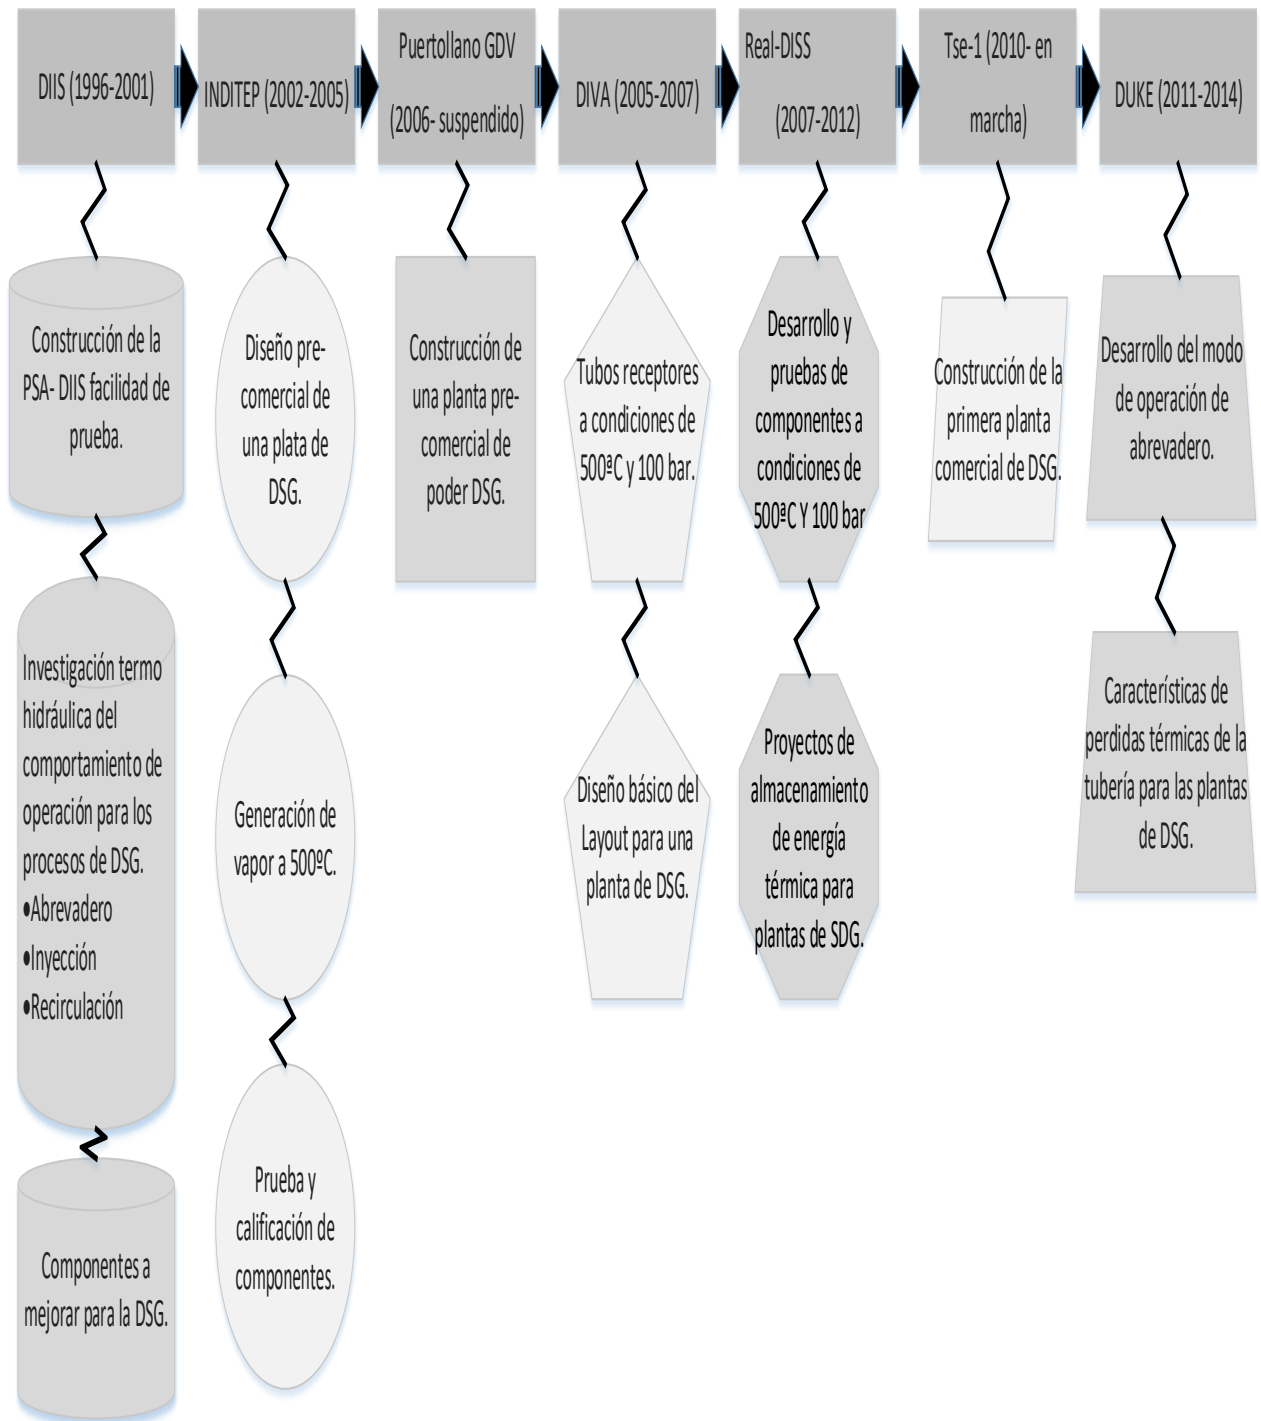 DIIS (1996-2001)
INDITEP (2002-2005)
Puertollano GDV
(2006- suspendido)
DIVA (2005-2007)
Real-DISS
(2007-2012)
Tse-1 (2010- en
marcha)
DUKE (2011-2014)
Construcción de la
PSA- DIIS facilidad de
prueba.
Investigación termo
hidráulica del
comportamiento de
operación para los
procesos de DSG.
•Abrevadero
•Inyección
•Recirculación
Componentes a
mejorar para la DSG.
Diseño pre-
comercial de
una plata de
DSG.
Generación de
vapor a 500ºC.
Prueba y
calificación de
componentes.
Construcción de
una planta pre-
comercial de
poder DSG.
Tubos receptores
a condiciones de
500ªC y 100 bar.
Diseño básico del
Layout para una
planta de DSG.
Desarrollo y
pruebas de
componentes a
condiciones de
500ªC Y 100 bar
Proyectos de
almacenamiento
de energía
térmica para
plantas de SDG.
Construcción de la
primera planta
comercial de DSG.
Desarrollo del modo
de operación de
abrevadero.
Características de
perdidas térmicas de la
tubería para las plantas
de DSG.